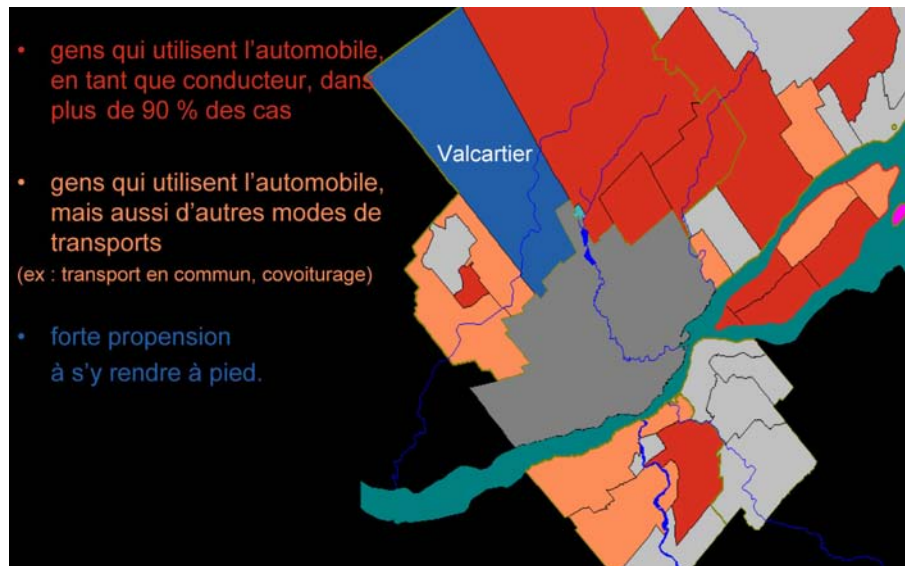 • gens qui utilisent l'automobile,
en tant que conducteur, dans
plus de 90 % des cas
Valcartier
• gens qui utilisent l'automobile,
mais aussi d'autres modes de
transports
(ex : transport en commun, covoiturage)
• forte propension
à s'y rendre à pied.